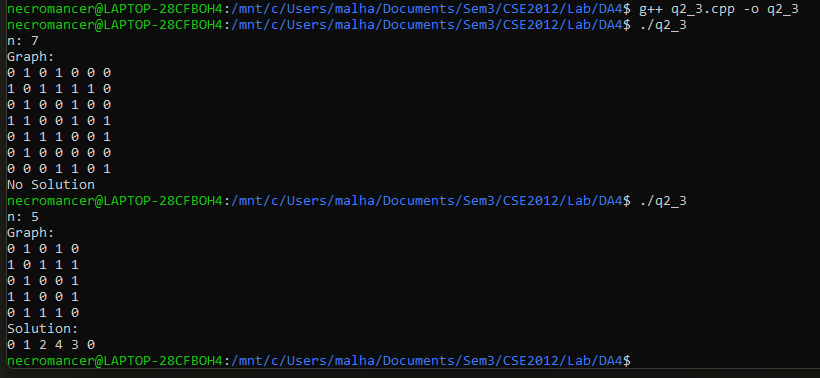 necromancer@LAPTOP-28CFBOH4:/mnt/c/Users/malha/Documents/Sem3/CSE2012/Lab/DA4$ g++ q2_3.cpp -o q2_3
necromancer@LAPTOP-28CFBOH4:/mnt/c/Users/malha/Documents/Sem3/CSE2012/Lab/DA4$ ./q2_3
n: 7
Graph:
0 1 0 1 0 0 0
1 0 1 1 1 1 0
0 1 0 0 1 0 0
1 1 0 0 1 0 1
0 1 1 1 0 0 1
0 1 0 0 0 0 0
0 0 0 1 1 0 1
No Solution
necromancer@LAPTOP-28CFBOH4:/mnt/c/Users/malha/Documents/Sem3/CSE2012/Lab/DA4$ ./q2_3
n: 5
Graph:
0 1 0 1 0
1 0 1 1 1
0 1 0 0 1
1 1 0 0 1
0 1 1 1 0
Solution:
0 1 2 4 3 0
necromancer@LAPTOP-28CFBOH4:/mnt/c/Users/malha/Documents/Sem3/CSE2012/Lab/DA4$